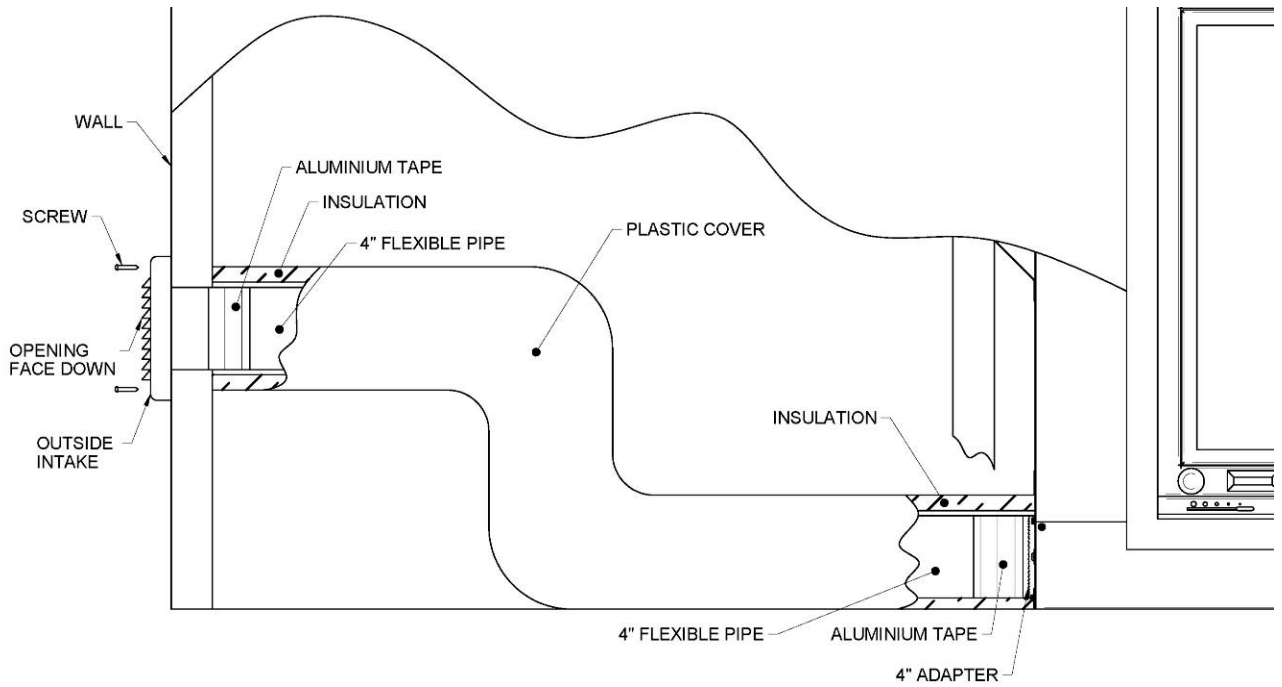 WALL
ALUMINIUM TAPE
INSULATION
SCREW
4" FLEXIBLE PIPE
PLASTIC COVER
OPENING
FACE DOWN
INSULATION
OUTSIDE
INTAKE
4" FLEXIBLE PIPE
ALUMINIUM TAPE
4" ADAPTER